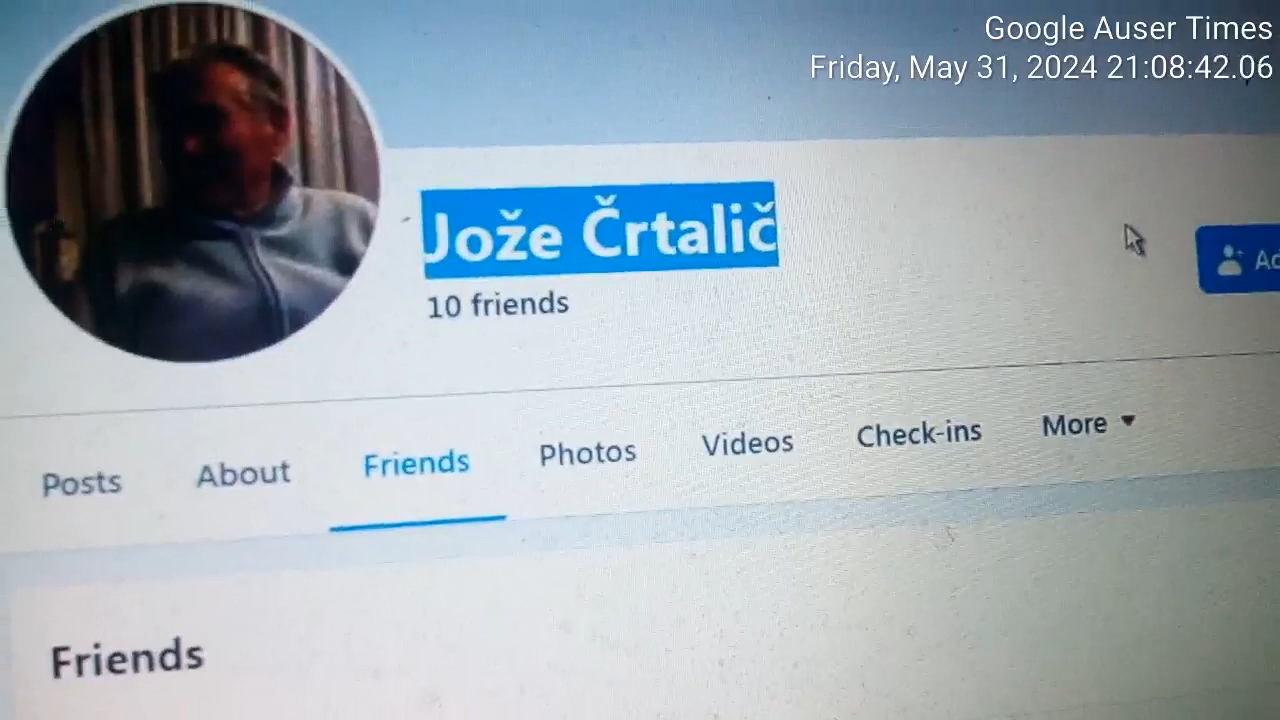 Google Auser Times
Friday, May 31, 2024 21:08:42.06
Jože Črtalič
10 friends
Posts About Friends Photos Videos Check-ins More
Friends